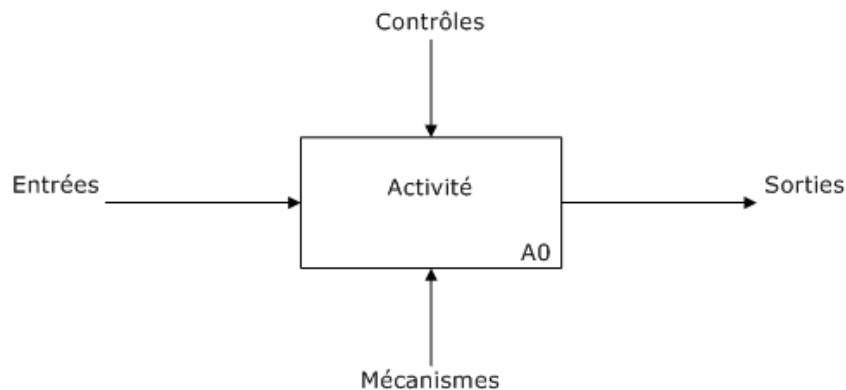 Contrôles
Entrées
Activité
Sorties
A0
Mécanismes